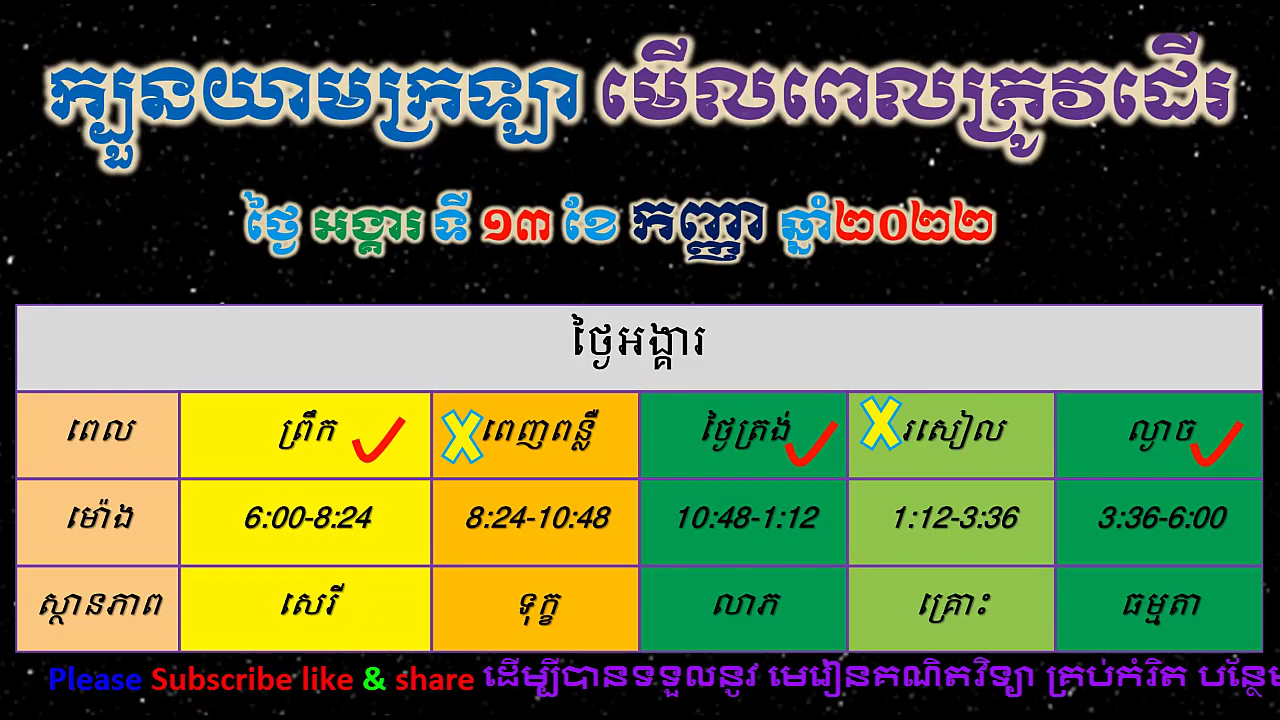 ក្បួនយាមក្រឡា មើលពេលត្រូវដើរ
ថ្ងៃ អង្គារ ទី ១៣ ខែ កញ្ញា ឆ្នាំ២០២២
ថ្ងៃអង្គារ
ពេល ព្រឹក ពេញពន្លឺ ថ្ងៃត្រង់ រសៀល ល្ងាច
ម៉ោង 6:00-8:24 8:24-10:48 10:48-1:12 1:12-3:36 3:36-6:00
ស្ថានភាព សេរី ទុក្ខ លាភ គ្រោះ ធម្មតា
Please Subscribe like & share ដើម្បីបានទទួលនូវ មេរៀនគណិតវិទ្យា គ្រប់កំរិត